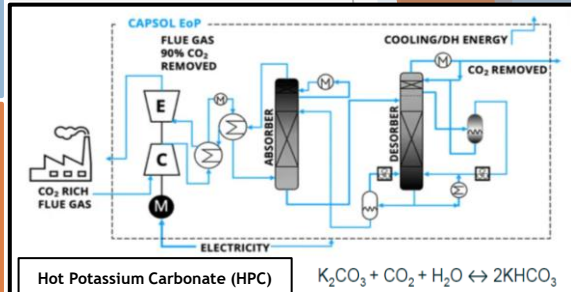 CAPSOL EoP
FLUE GAS
90% CO₂
REMOVED
COOLING/DH ENERGY
M
CO₂ REMOVED
E
M
M
C
ABSORBER
DESORBER
CO₂ RICH
FLUE GAS
M
ELECTRICITY
Hot Potassium Carbonate (HPC)
K₂CO₃ + CO₂ + H₂O ↔ 2KHCO₃